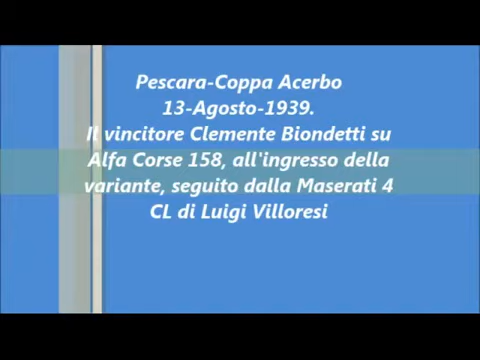 Pescara-Coppa Acerbo
13-Agosto-1939.
Il vincitore Clemente Biondetti su
Alfa Corse 158, all'ingresso della
variante, seguito dalla Maserati 4
CL di Luigi Villoresi